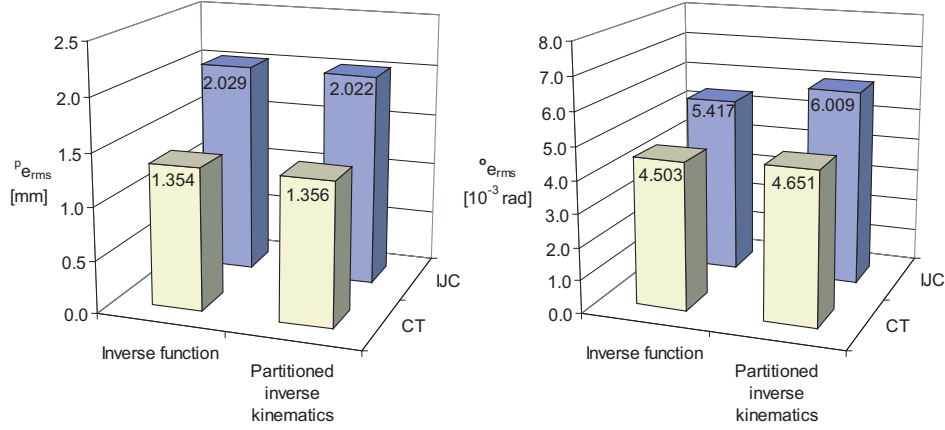 2.5
2.0
1.5
1.0
0.5
0.0
ᵖe_rms
[mm]
2.029
2.022
1.354
1.356
IJC
CT
Inverse function
Partitioned
inverse
kinematics
8.0
7.0
6.0
5.0
4.0
3.0
2.0
1.0
0.0
ᵒe_rms
[10⁻³ rad]
5.417
6.009
4.503
4.651
IJC
CT
Inverse function
Partitioned
inverse
kinematics